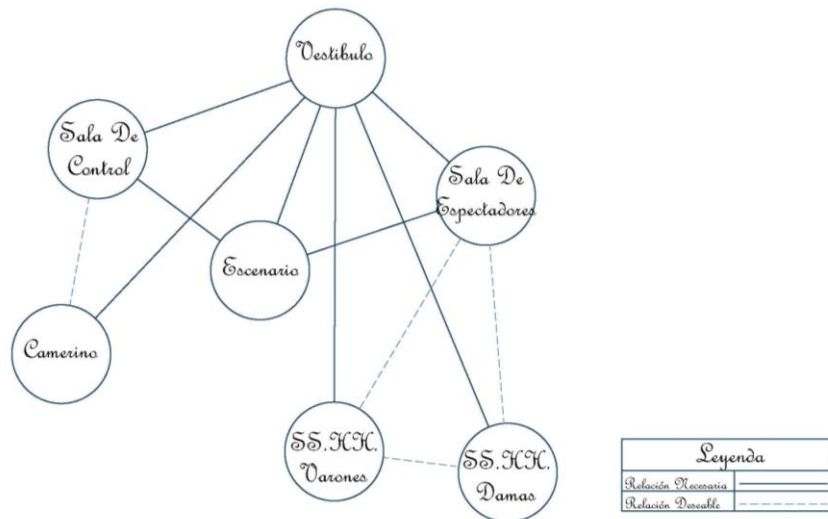 Vestibulo
Sala De
Control
Sala De
Espectadores
Escenario
Camerino
SS.HH.
Varones
SS.HH.
Damas
Leyenda
Relación Necesaria
Relación Deseable